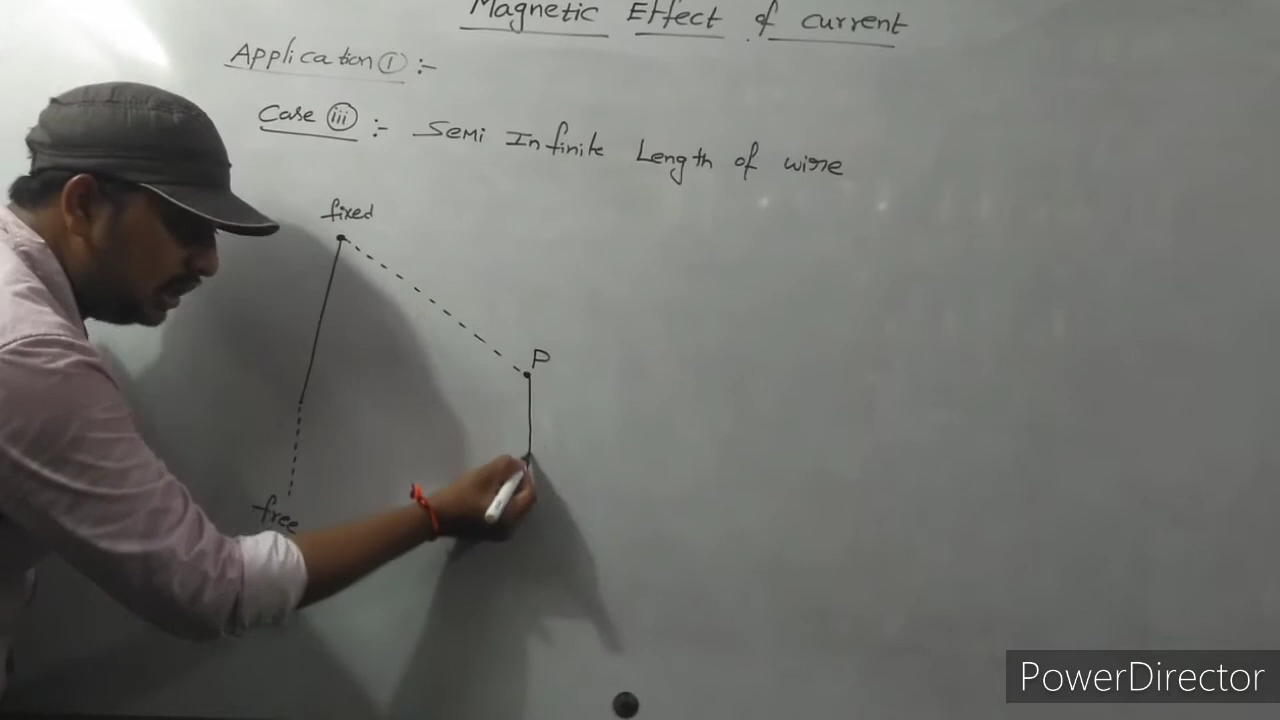 Magnetic Effect of current
Application ① :-
Case ⓘⓘⓘ :- Semi Infinite Length of wire
fixed
P
free
PowerDirector